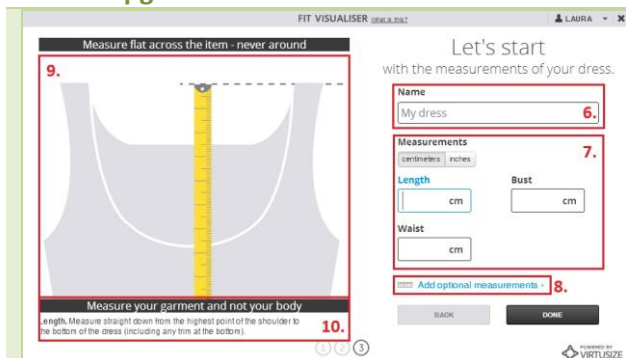 FIT VISUALISER What is this?
LAURA
Measure flat across the item - never around
9.
Measure your garment and not your body
Length. Measure straight down from the highest point of the shoulder to
the bottom of the dress (including any trim at the bottom).
10.
Let's start
with the measurements of your dress.
Name
My dress
6.
Measurements
7.
centimeters inches
Length Bust
cm cm
Waist
cm
Add optional measurements
8.
BACK DONE
1 2 3
POWERED BY
VIRTUSIZE